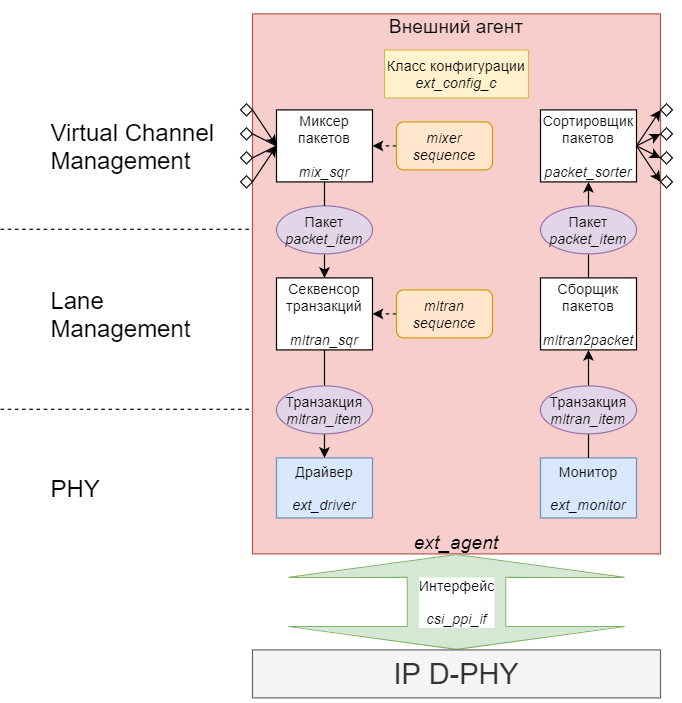 Внешний агент
Класс конфигурации
ext_config_c
Virtual Channel
Management
Миксер
пакетов
mix_sqr
mixer
sequence
Сортировщик
пакетов
packet_sorter
Пакет
packet_item
Пакет
packet_item
Lane
Management
Секвенсор
транзакций
mltran_sqr
mltran
sequence
Сборщик
пакетов
mltran2packet
Транзакция
mltran_item
Транзакция
mltran_item
PHY
Драйвер
ext_driver
Монитор
ext_monitor
ext_agent
Интерфейс
csi_ppi_if
IP D-PHY